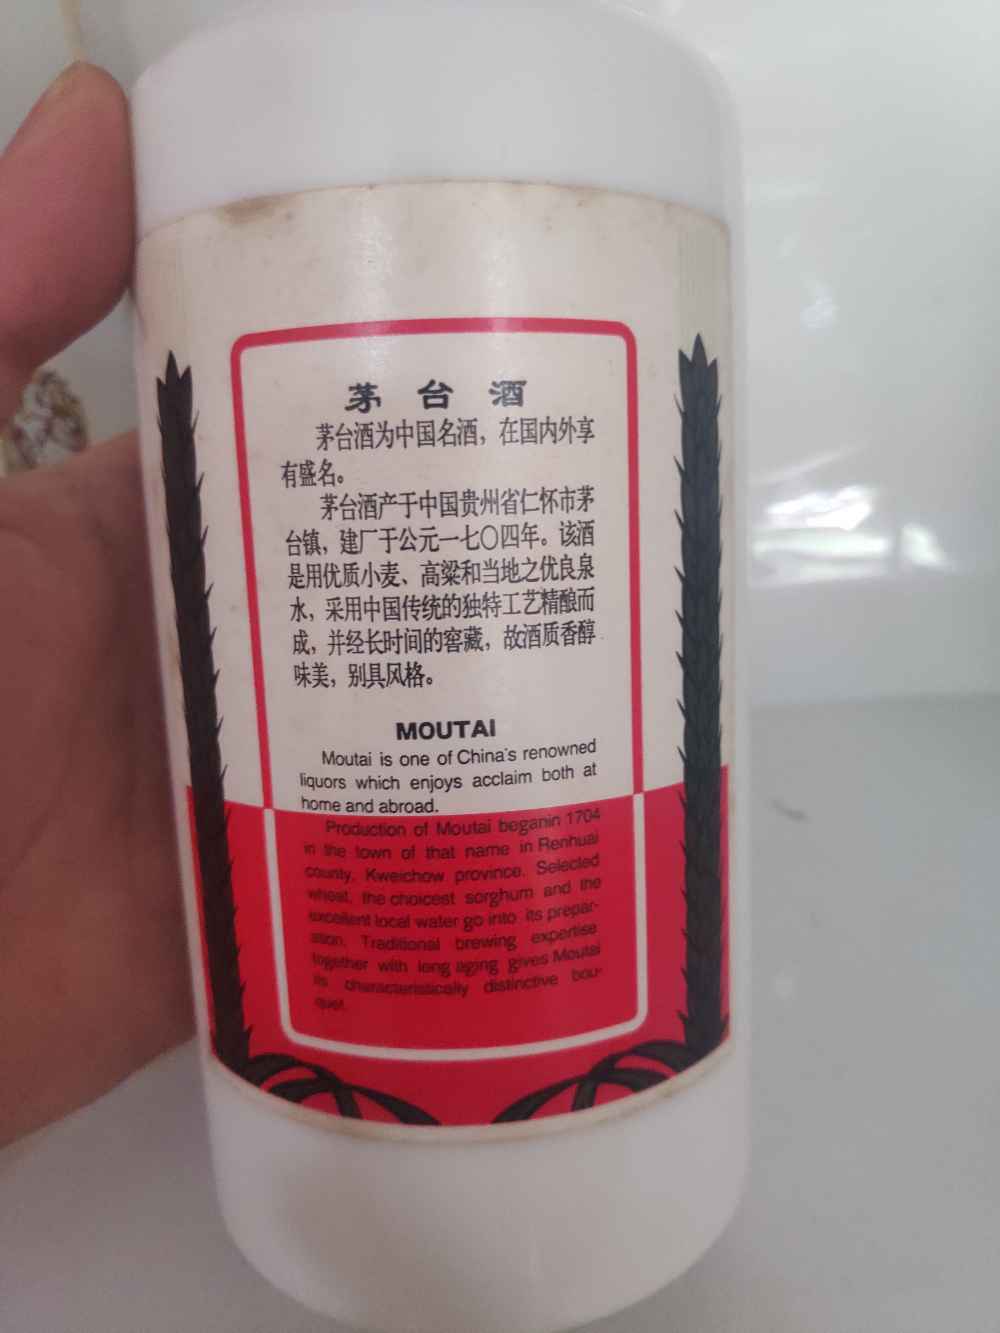 茅台酒
茅台酒为中国名酒，在国内外享
有盛名。
茅台酒产于中国贵州省仁怀市茅
台镇，建厂于公元一七〇四年。该酒
是用优质小麦、高粱和当地之优良泉
水，采用中国传统的独特工艺精酿而
成，并经长时间的窖藏，故酒质香醇
味美，别具风格。
MOUTAI
Moutai is one of China's renowned
liquors which enjoys acclaim both at
home and abroad.
Production of Moutai beganin 1704
in the town of that name in Renhuai
county, Kweichow province. Selected
wheat, the choicest sorghum and the
excellent local water go into its prepar-
ation. Traditional brewing expertise
together with long aging gives Moutai
its characteristically distinctive bou-
quet.